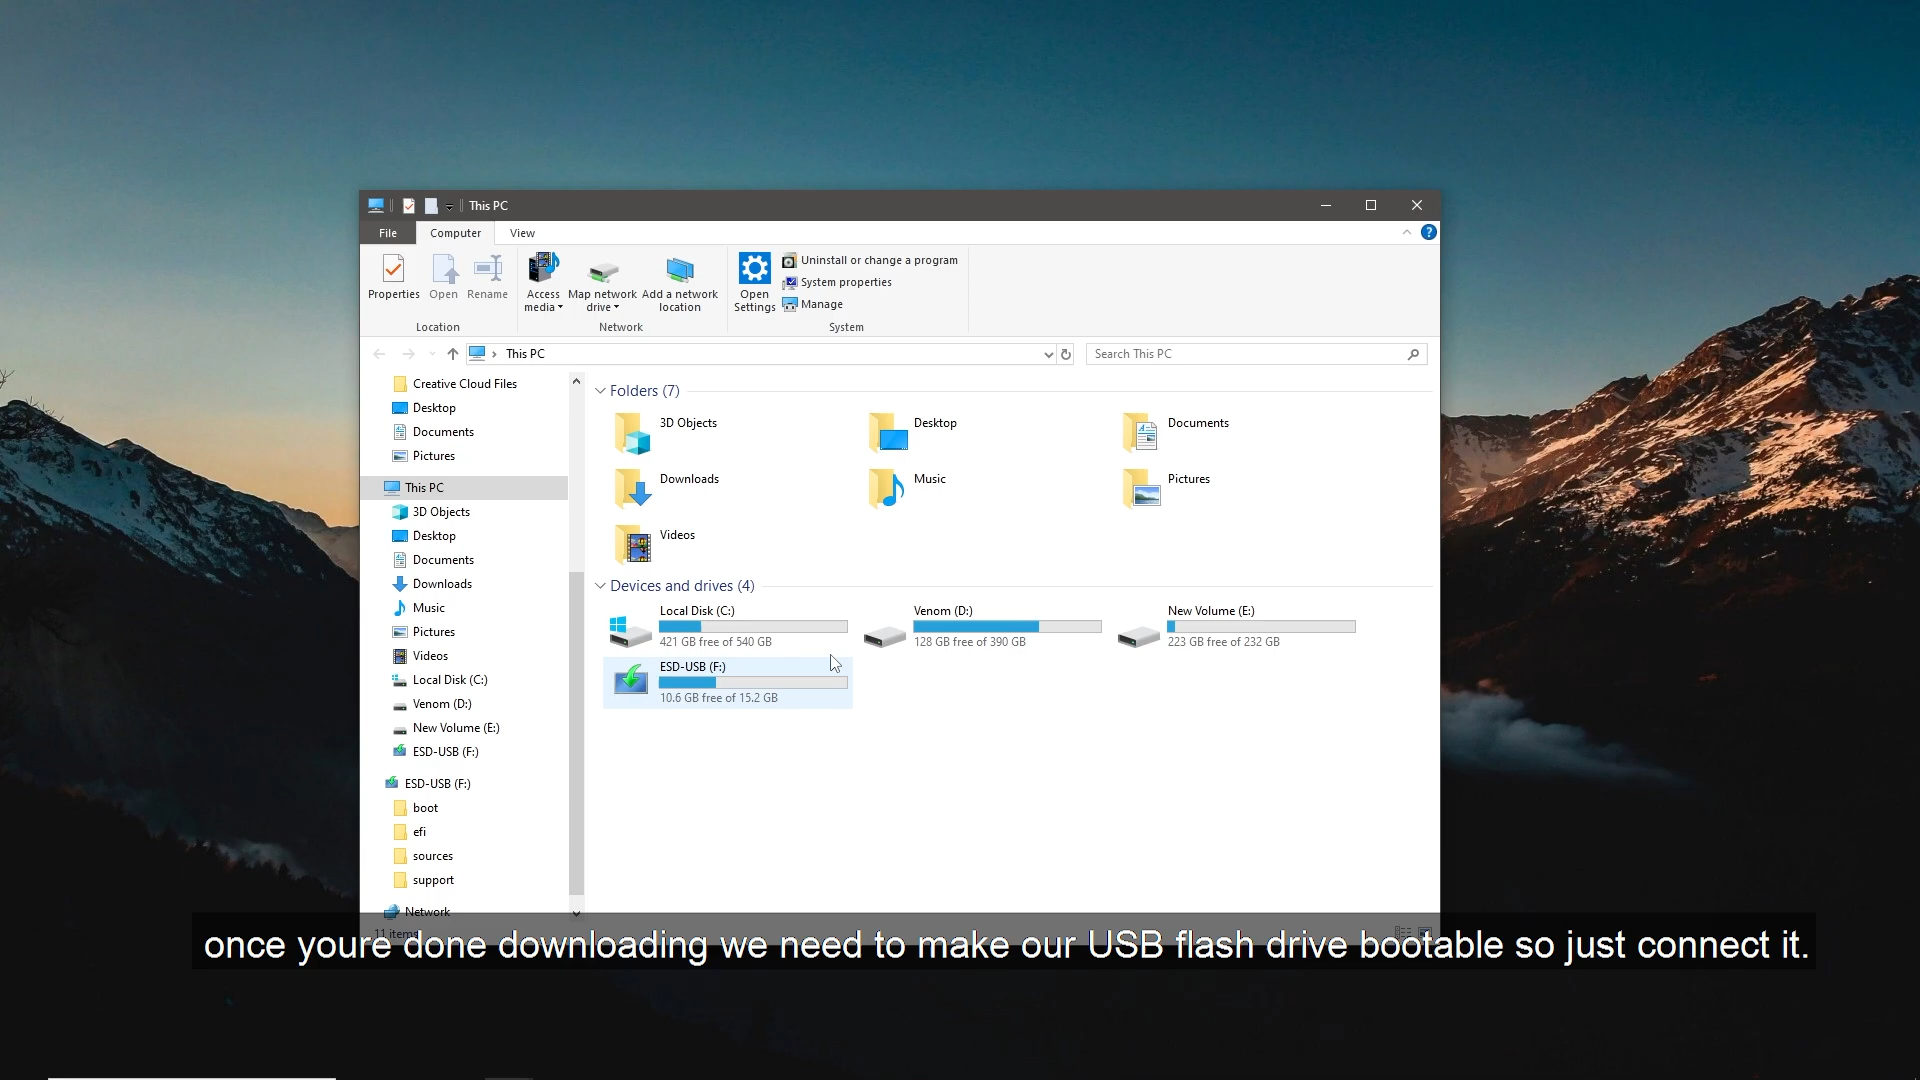 This PC
File
Computer
View
Properties
Open
Rename
Access media
Map network drive
Add a network location
Open Settings
Uninstall or change a program
System properties
Manage
Location
Network
System
This PC
Search This PC
Creative Cloud Files
Desktop
Documents
Pictures
This PC
3D Objects
Desktop
Documents
Downloads
Music
Pictures
Videos
Local Disk (C:)
Venom (D:)
New Volume (E:)
ESD-USB (F:)
ESD-USB (F:)
boot
efi
sources
support
Network
11 items
Folders (7)
3D Objects
Desktop
Documents
Downloads
Music
Pictures
Videos
Devices and drives (4)
Local Disk (C:)
421 GB free of 540 GB
Venom (D:)
128 GB free of 390 GB
New Volume (E:)
223 GB free of 232 GB
ESD-USB (F:)
10.6 GB free of 15.2 GB
once youre done downloading we need to make our USB flash drive bootable so just connect it.